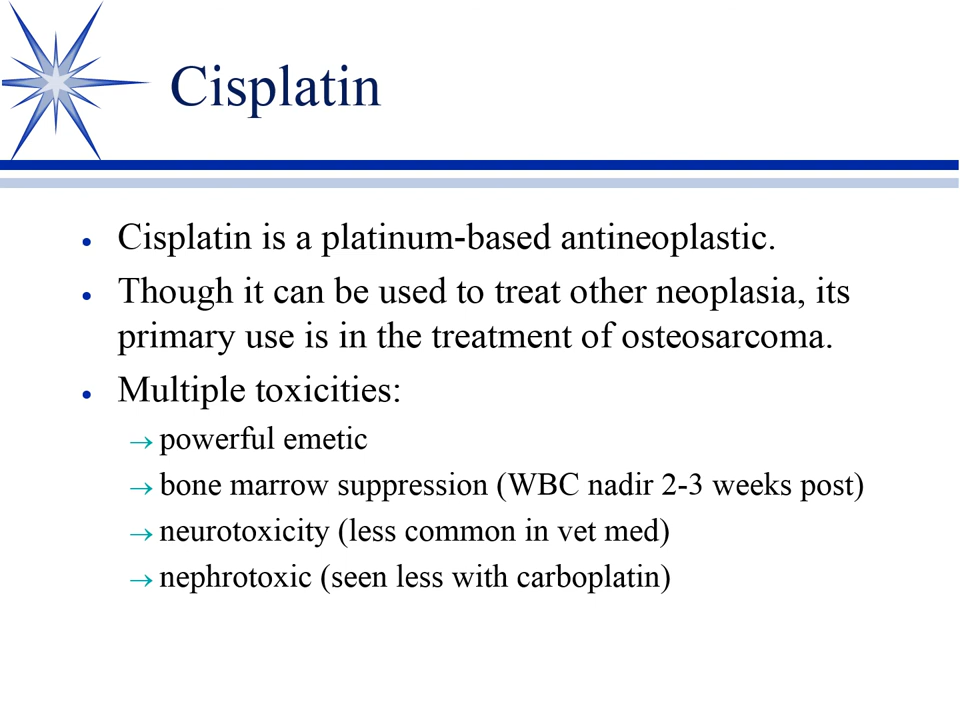 Cisplatin
• Cisplatin is a platinum-based antineoplastic.
• Though it can be used to treat other neoplasia, its
primary use is in the treatment of osteosarcoma.
• Multiple toxicities:
→ powerful emetic
→ bone marrow suppression (WBC nadir 2-3 weeks post)
→ neurotoxicity (less common in vet med)
→ nephrotoxic (seen less with carboplatin)